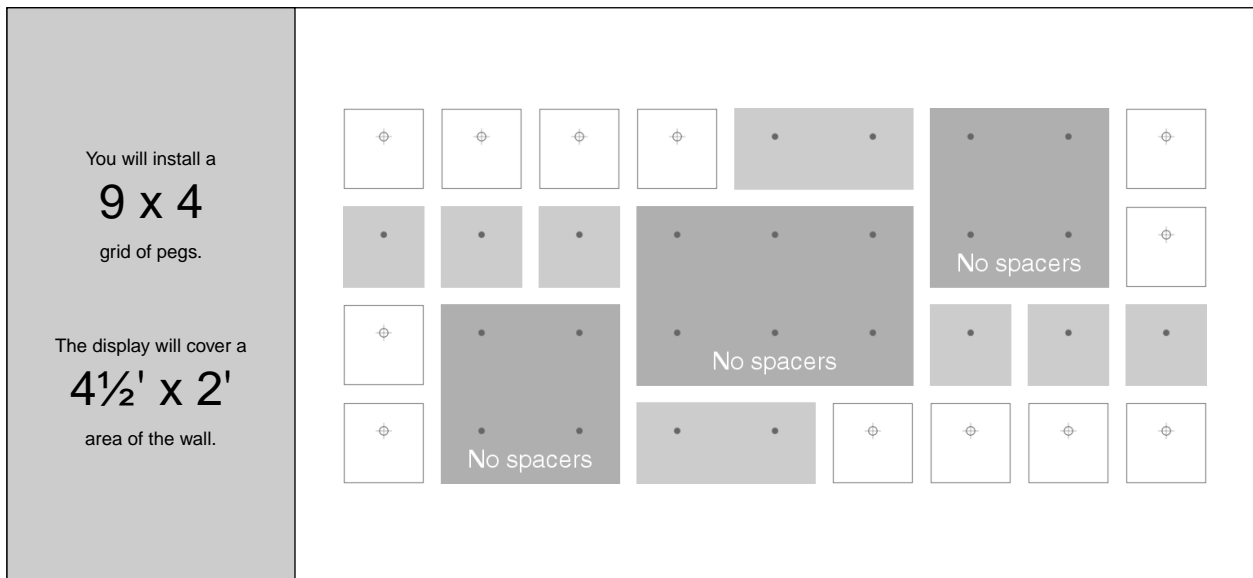 You will install a
9 x 4
grid of pegs.
The display will cover a
4½' x 2'
area of the wall.
No spacers
No spacers
No spacers